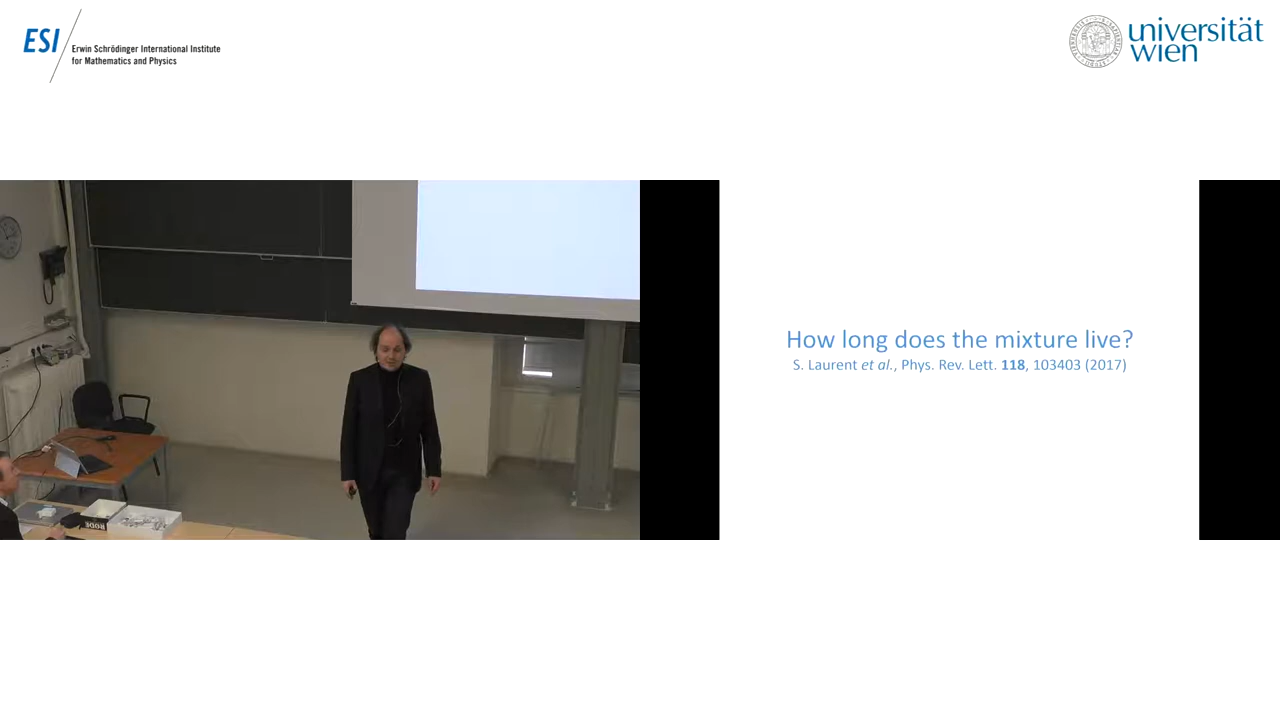 ESI
Erwin Schrödinger International Institute
for Mathematics and Physics
universität
wien
How long does the mixture live?
S. Laurent et al., Phys. Rev. Lett. 118, 103403 (2017)
RODE